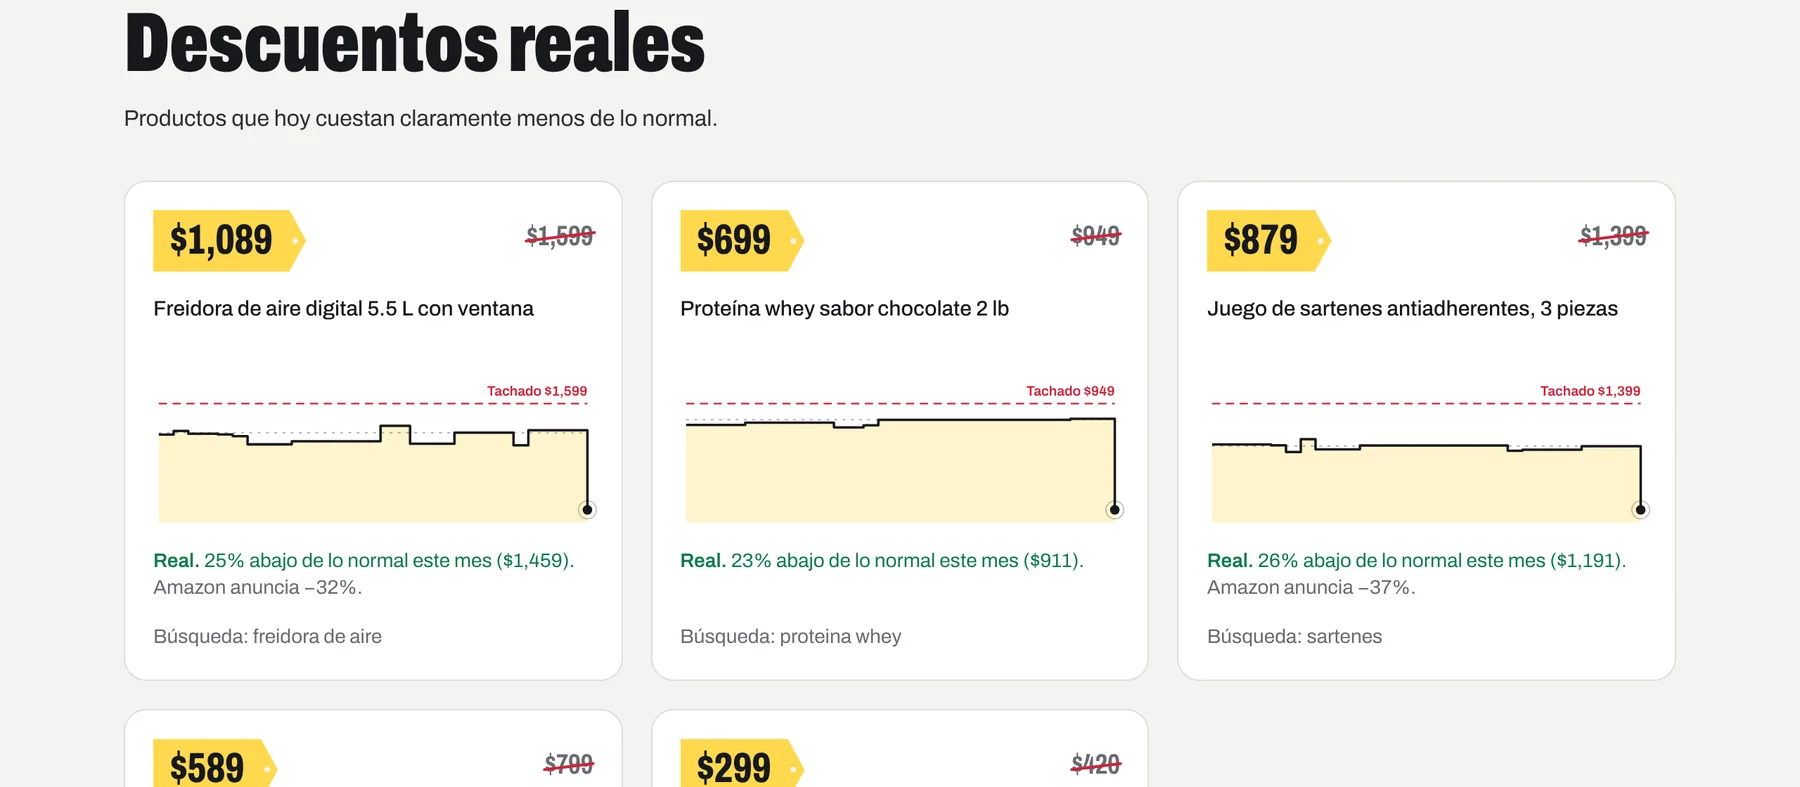 Descuentos reales
Productos que hoy cuestan claramente menos de lo normal.
$1,089
$1,599
Freidora de aire digital 5.5 L con ventana
Tachado $1,599
Real. 25% abajo de lo normal este mes ($1,459).
Amazon anuncia −32%.
Búsqueda: freidora de aire
$699
$949
Proteína whey sabor chocolate 2 lb
Tachado $949
Real. 23% abajo de lo normal este mes ($911).
Búsqueda: proteina whey
$879
$1,399
Juego de sartenes antiadherentes, 3 piezas
Tachado $1,399
Real. 26% abajo de lo normal este mes ($1,191).
Amazon anuncia −37%.
Búsqueda: sartenes
$589
$799
$299
$420